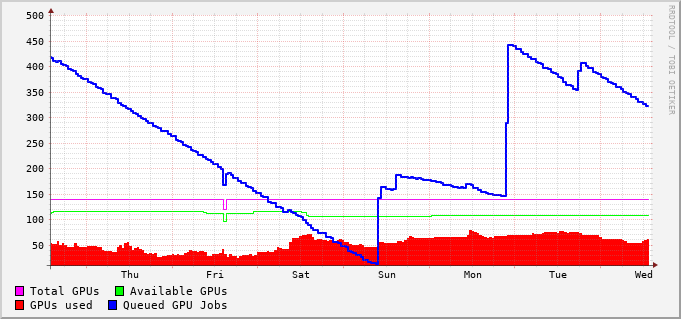 500
450
400
350
300
250
200
150
100
50
Thu Fri Sat Sun Mon Tue Wed
Total GPUs Available GPUs
GPUs used Queued GPU Jobs
RRDTOOL / TOBI OETIKER